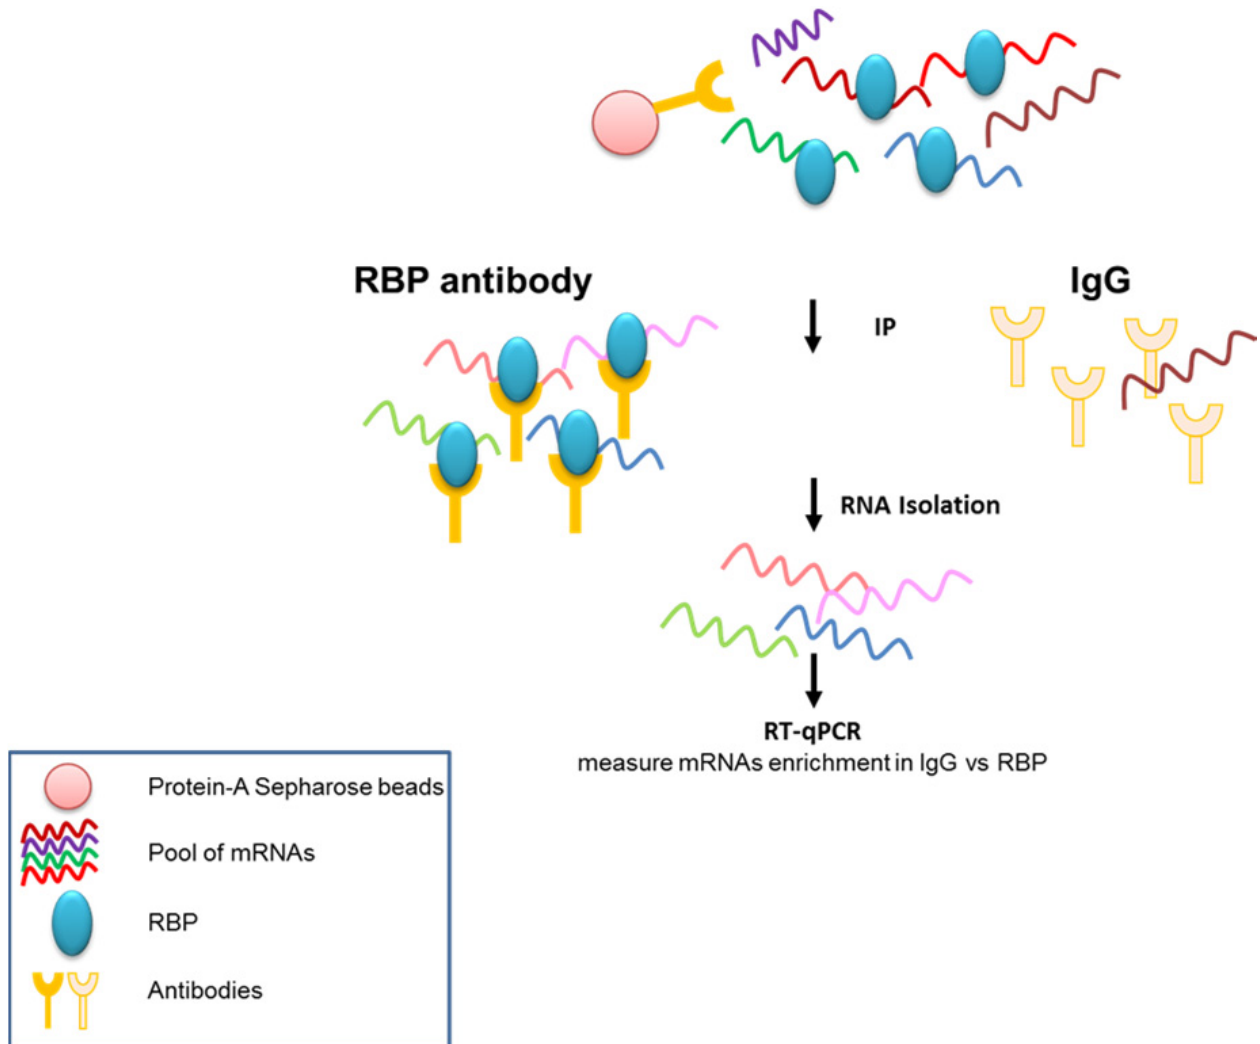 RBP antibody
IgG
IP
RNA Isolation
RT-qPCR
measure mRNAs enrichment in IgG vs RBP
Protein-A Sepharose beads
Pool of mRNAs
RBP
Antibodies